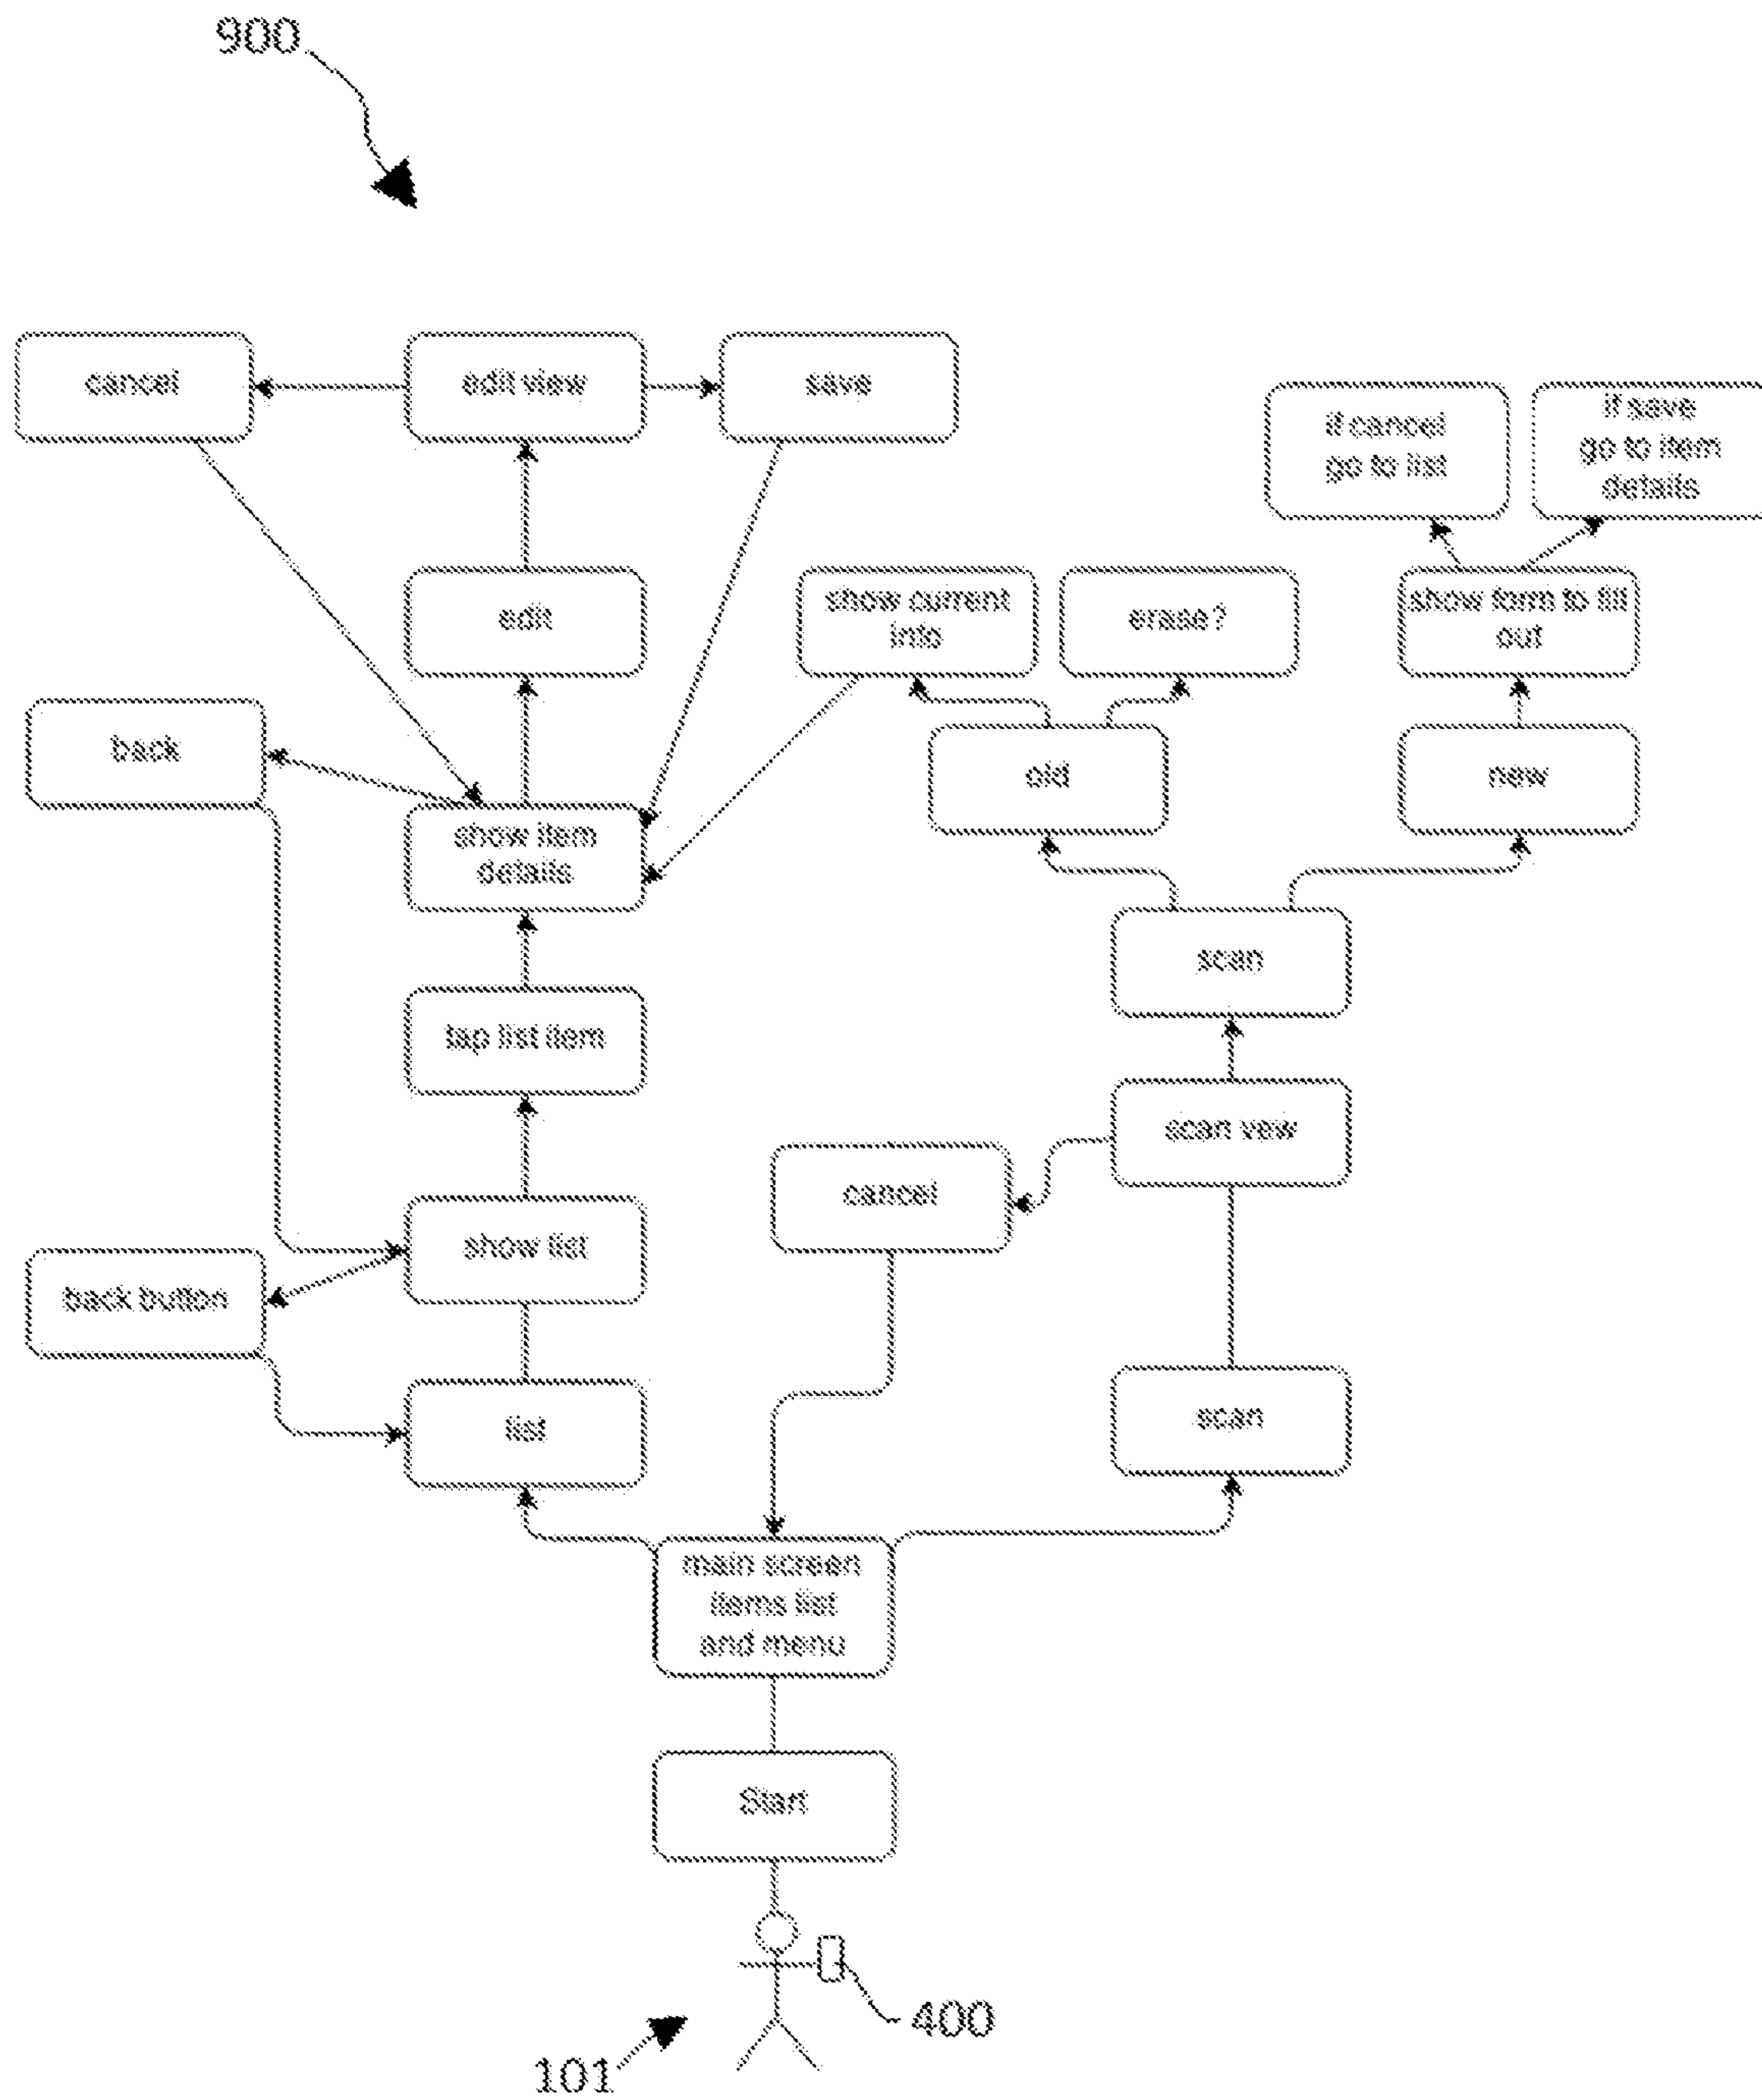 900
cancel
edit view
save
if cancel
go to list
if save
go to item
details
edit
show current
info
erase?
show form to fill
out
back
old
new
show item
details
scan
tap list item
scan vew
cancel
show list
back button
list
scan
main screen
items list
and menu
Start
400
101